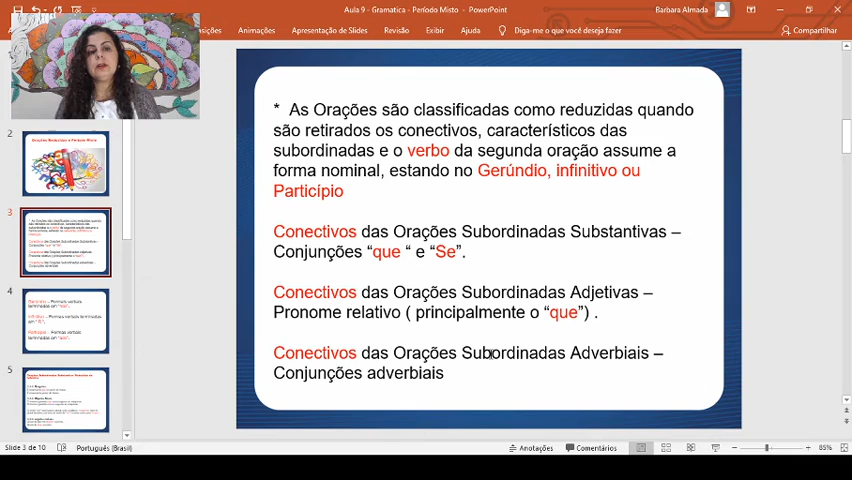 Aula 9 - Gramatica - Período Misto - PowerPoint
Barbara Almada
Animações
Apresentação de Slides
Revisão
Exibir
Ajuda
Diga-me o que você deseja fazer
Compartilhar
* As Orações são classificadas como reduzidas quando
são retirados os conectivos, característicos das
subordinadas e o verbo da segunda oração assume a
forma nominal, estando no Gerúndio, infinitivo ou
Particípio
Conectivos das Orações Subordinadas Substantivas –
Conjunções “que “ e “Se”.
Conectivos das Orações Subordinadas Adjetivas –
Pronome relativo ( principalmente o “que”) .
Conectivos das Orações Subordinadas Adverbiais –
Conjunções adverbiais
2
3
4
5
Slide 3 de 10
Português (Brasil)
Anotações
Comentários
85%